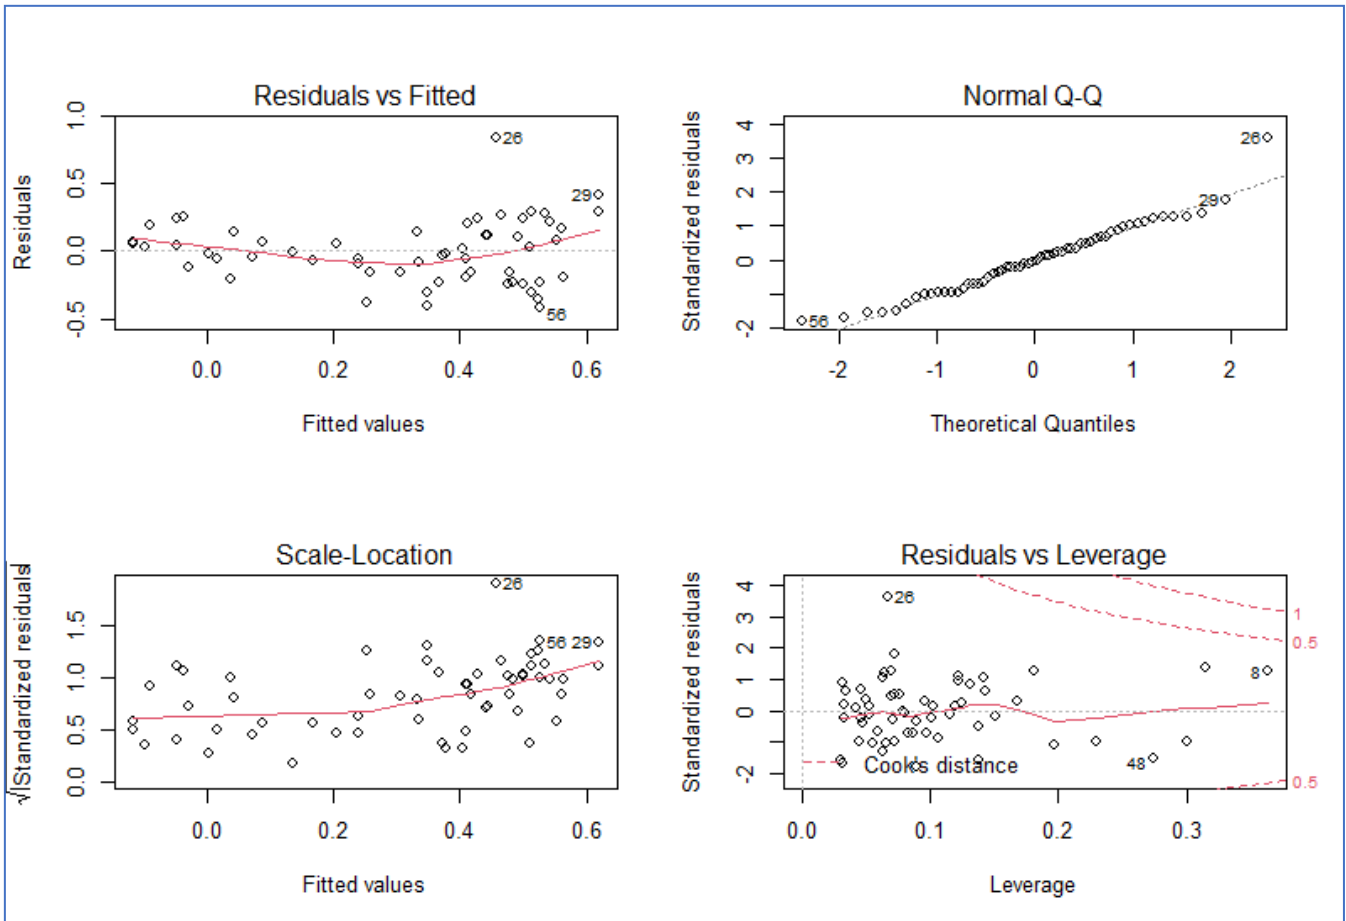 Residuals vs Fitted
Residuals
1.0
0.5
0.0
-0.5
26
29
56
0.0 0.2 0.4 0.6
Fitted values
Normal Q-Q
Standardized residuals
4
3
2
1
0
-2
26
29
56
-2 -1 0 1 2
Theoretical Quantiles
Scale-Location
√|Standardized residuals|
1.5
1.0
0.5
0.0
26
56 29
0.0 0.2 0.4 0.6
Fitted values
Residuals vs Leverage
Standardized residuals
4
3
2
1
0
-2
26
1
0.5
8
48
Cook's distance
0.5
0.0 0.1 0.2 0.3
Leverage